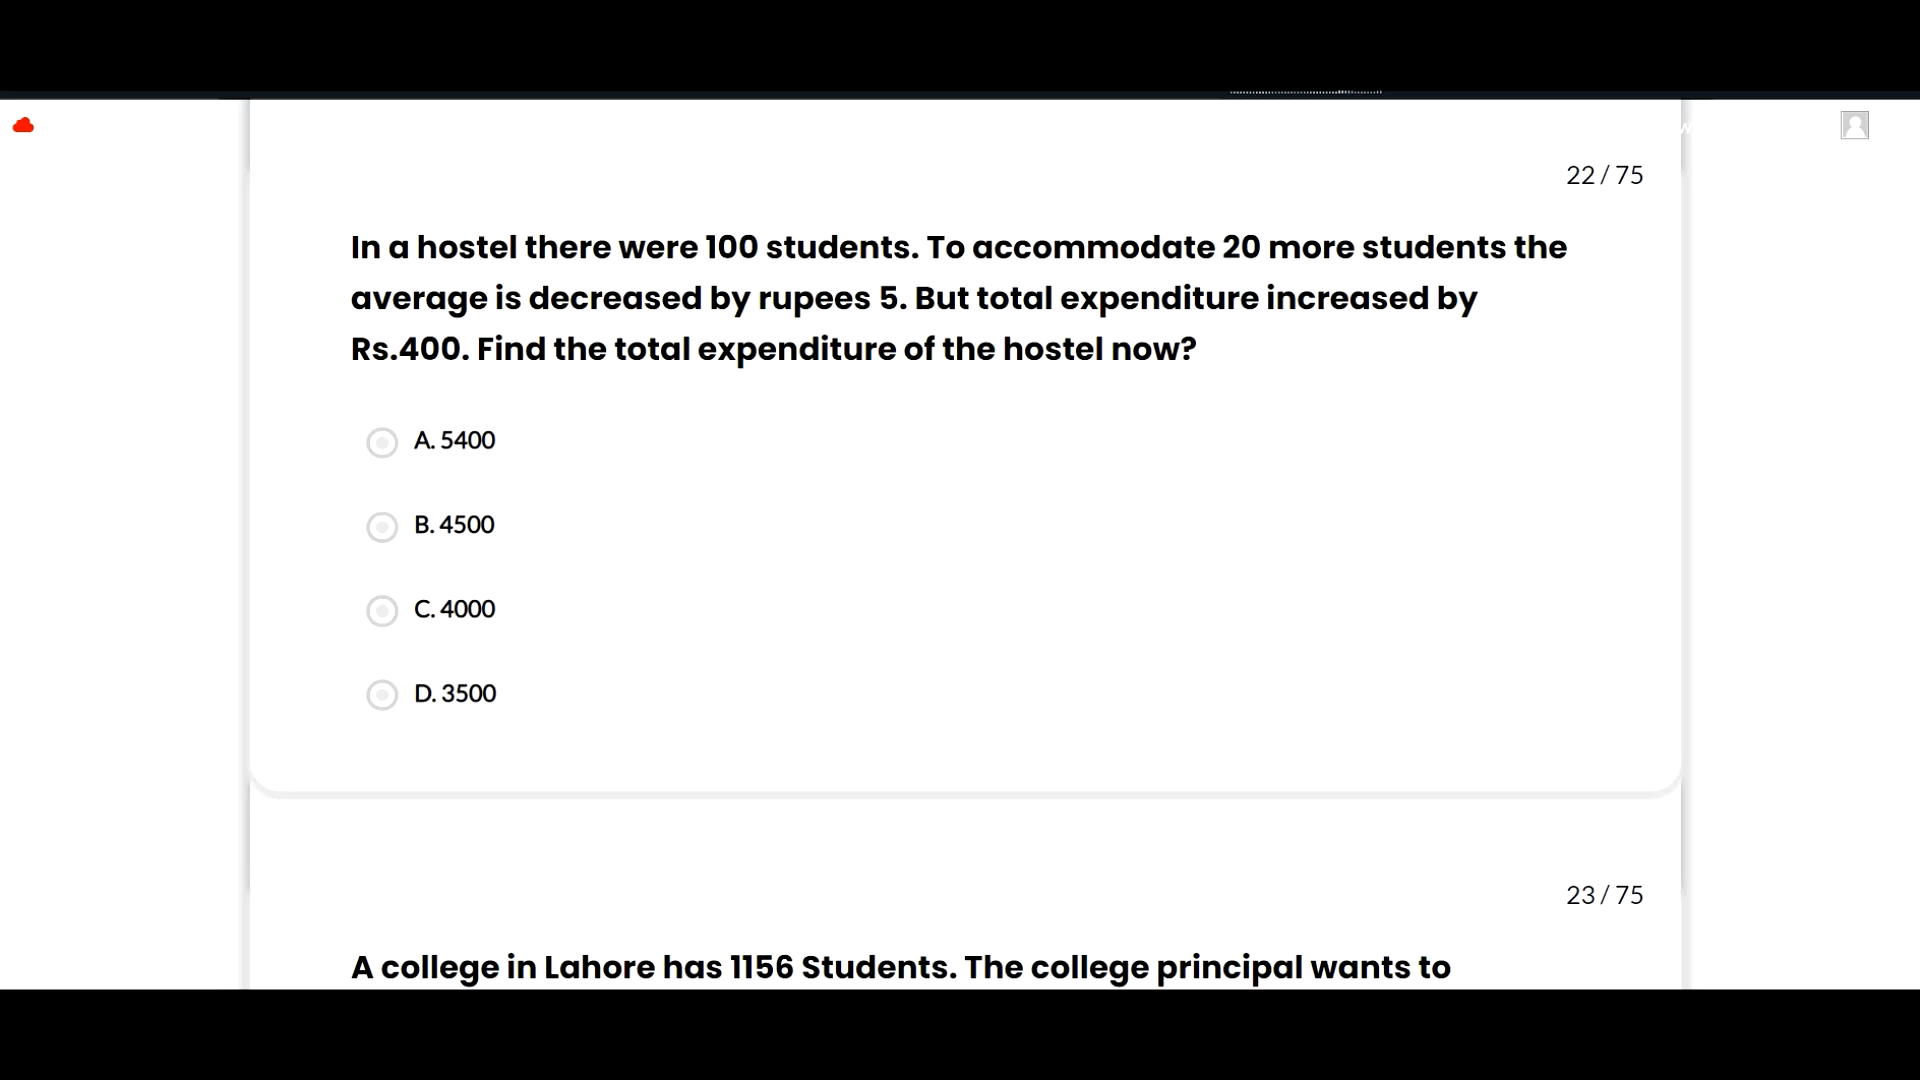 22 / 75
In a hostel there were 100 students. To accommodate 20 more students the
average is decreased by rupees 5. But total expenditure increased by
Rs.400. Find the total expenditure of the hostel now?
A. 5400
B. 4500
C. 4000
D. 3500
23 / 75
A college in Lahore has 1156 Students. The college principal wants to